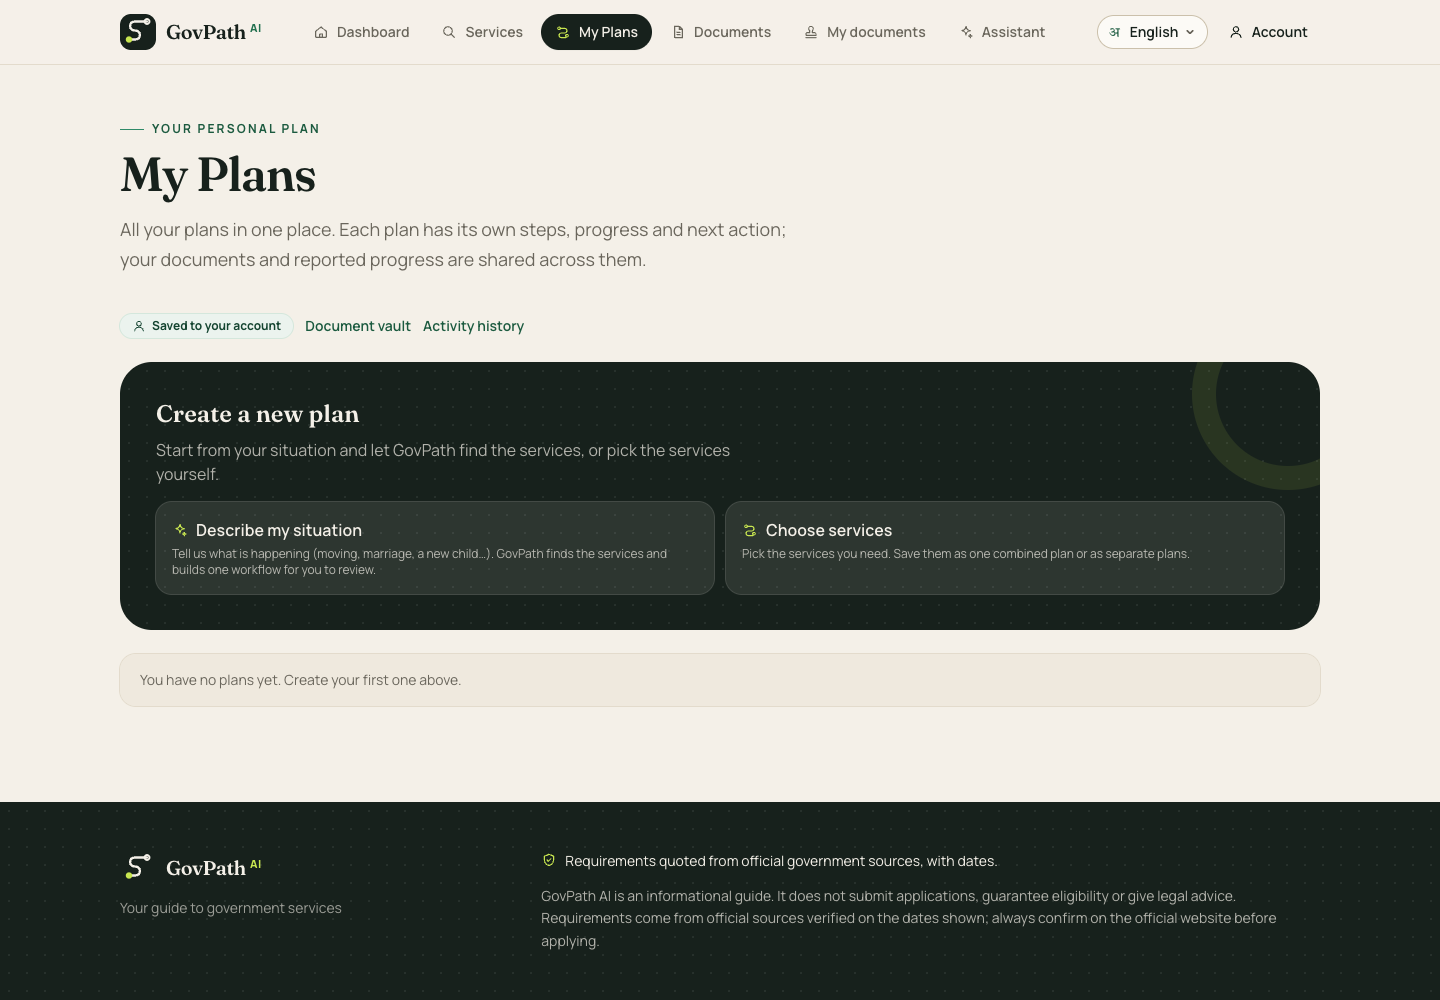 GovPath AI
Dashboard
Services
My Plans
Documents
My documents
Assistant
अ English
Account
YOUR PERSONAL PLAN
My Plans
All your plans in one place. Each plan has its own steps, progress and next action;
your documents and reported progress are shared across them.
Saved to your account
Document vault
Activity history
Create a new plan
Start from your situation and let GovPath find the services, or pick the services
yourself.
Describe my situation
Tell us what is happening (moving, marriage, a new child…). GovPath finds the services and
builds one workflow for you to review.
Choose services
Pick the services you need. Save them as one combined plan or as separate plans.
You have no plans yet. Create your first one above.
GovPath AI
Your guide to government services
Requirements quoted from official government sources, with dates.
GovPath AI is an informational guide. It does not submit applications, guarantee eligibility or give legal advice.
Requirements come from official sources verified on the dates shown; always confirm on the official website before
applying.